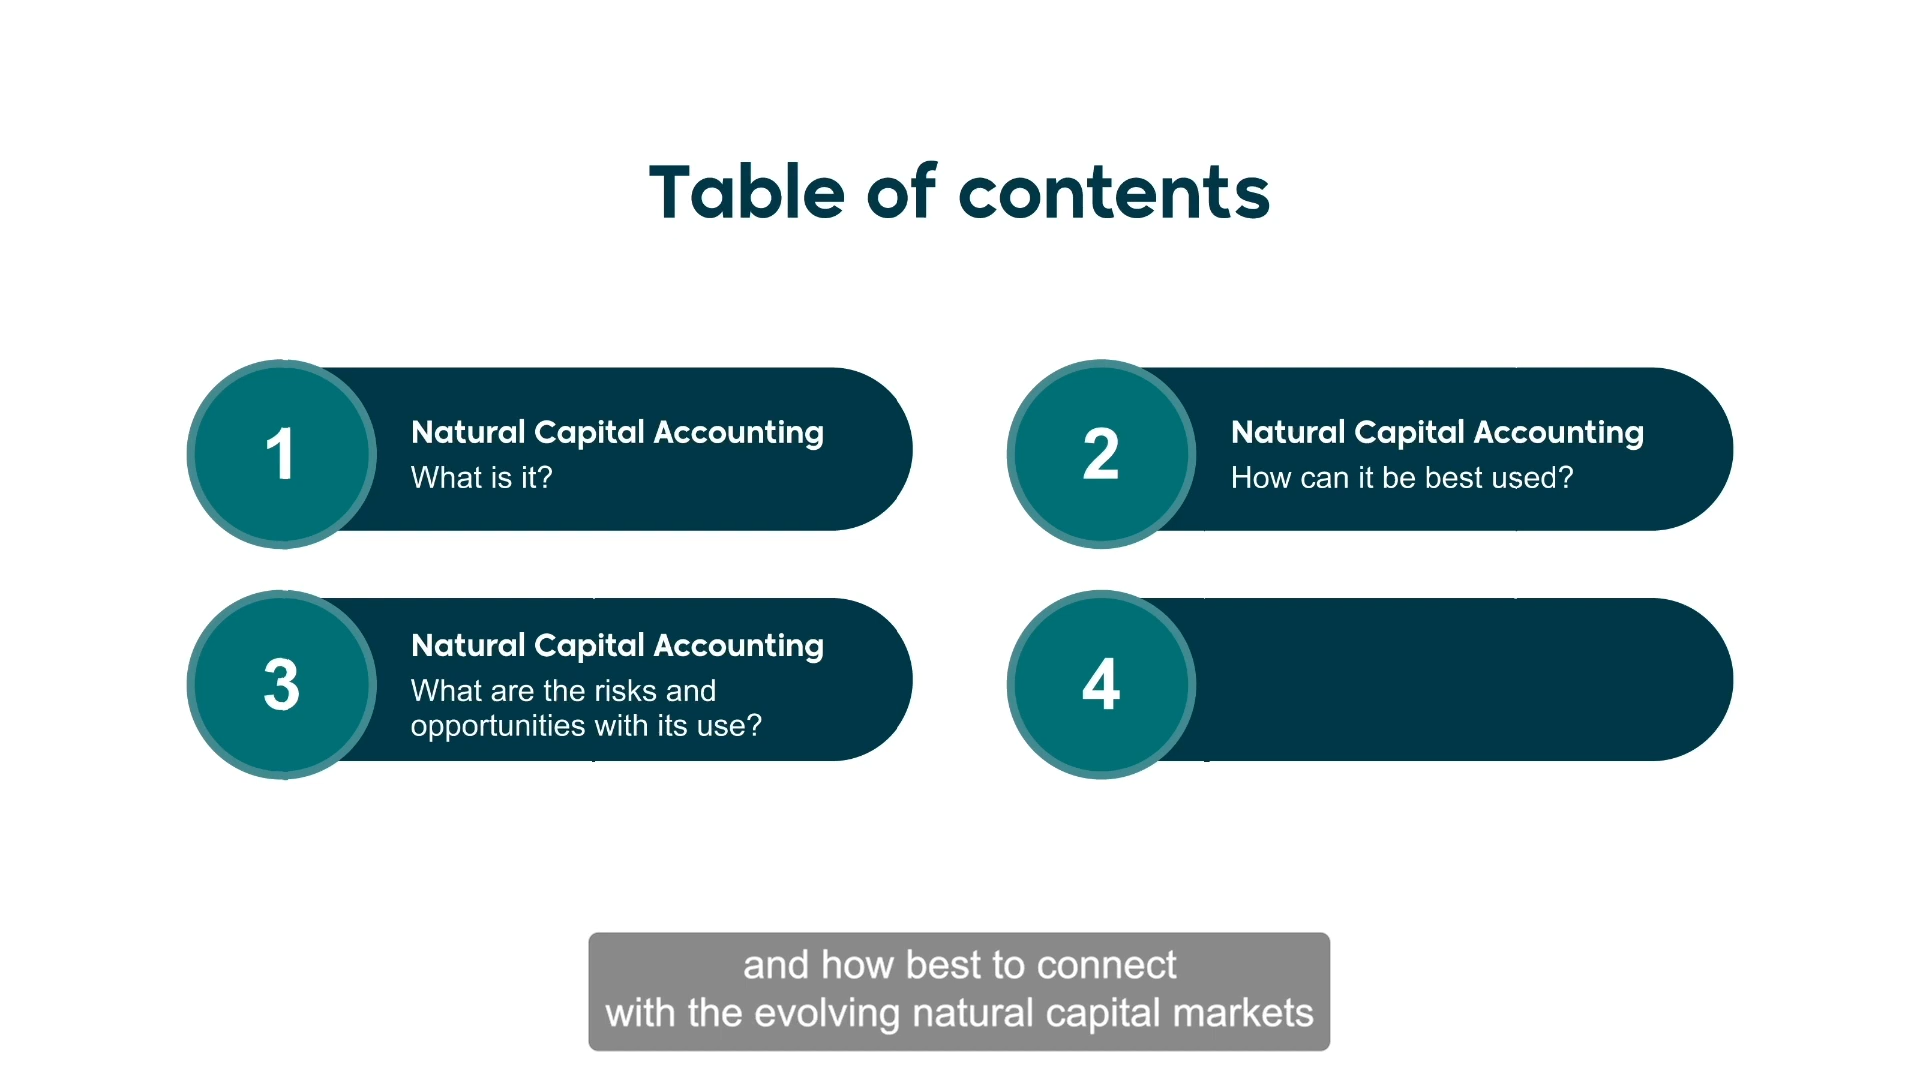 Table of contents
1
Natural Capital Accounting
What is it?
2
Natural Capital Accounting
How can it be best used?
3
Natural Capital Accounting
What are the risks and
opportunities with its use?
4
and how best to connect
with the evolving natural capital markets